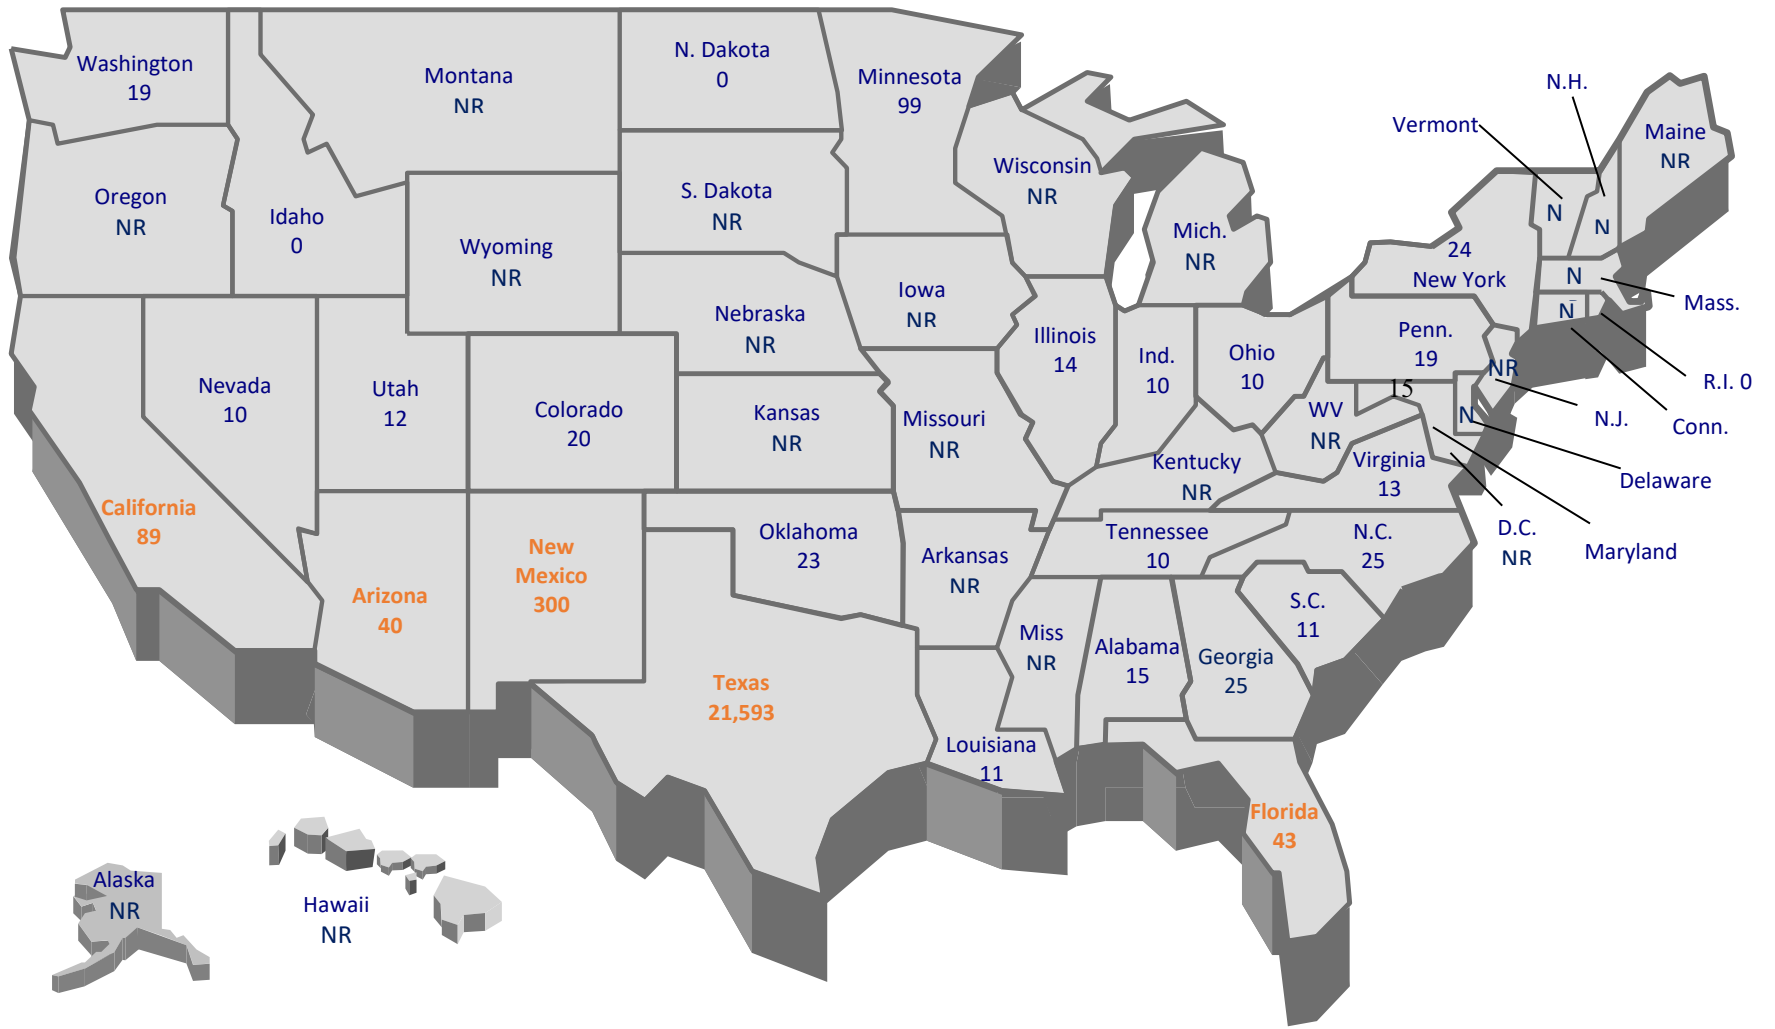 Washington
19
Montana
NR
N. Dakota
0
Minnesota
99
N.H.
Vermont
Maine
NR
Oregon
NR
Idaho
0
Wyoming
NR
S. Dakota
NR
Wisconsin
NR
Mich.
NR
N
N
24
New York
N
Mass.
Nevada
10
Utah
12
Colorado
20
Nebraska
NR
Iowa
NR
Illinois
14
Ind.
10
Ohio
10
Penn.
19
N
NR
R.I. 0
15
N
N.J.
Conn.
Kansas
NR
Missouri
NR
WV
NR
Kentucky
NR
Virginia
13
Delaware
D.C.
NR
Maryland
California
89
Arizona
40
New
Mexico
300
Oklahoma
23
Arkansas
NR
Tennessee
10
N.C.
25
S.C.
11
Texas
21,593
Louisiana
11
Miss
NR
Alabama
15
Georgia
25
Florida
43
Alaska
NR
Hawaii
NR